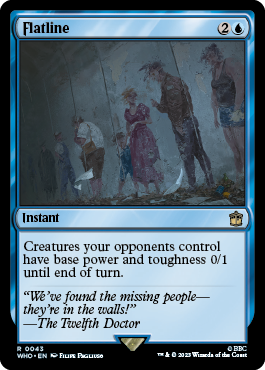 Flatline 2
Instant
Creatures your opponents control
have base power and toughness 0/1
until end of turn.
“We’ve found the missing people—
they’re in the walls!”
—The Twelfth Doctor
R 0043 © BBC
WHO • EN Filipe Pagliuso ™ & © 2023 Wizards of the Coast